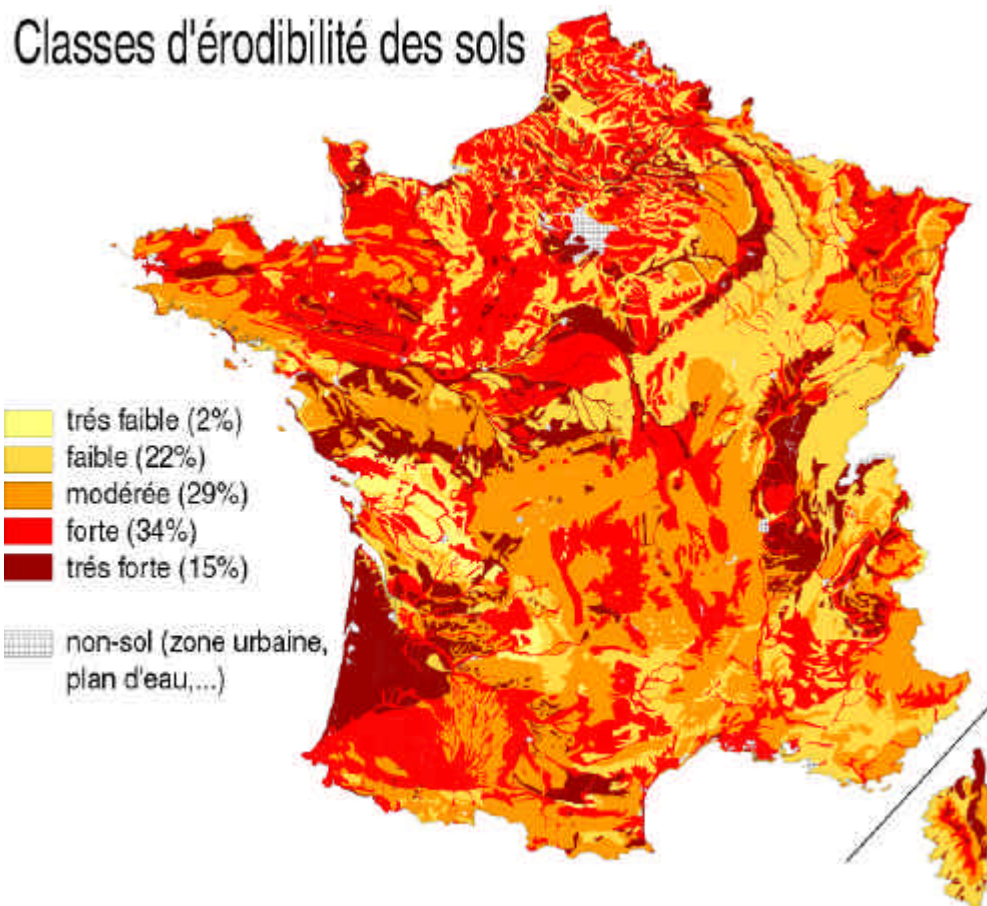 Classes d'érodibilité des sols
trés faible (2%)
faible (22%)
modérée (29%)
forte (34%)
trés forte (15%)
non-sol (zone urbaine,
plan d'eau,...)